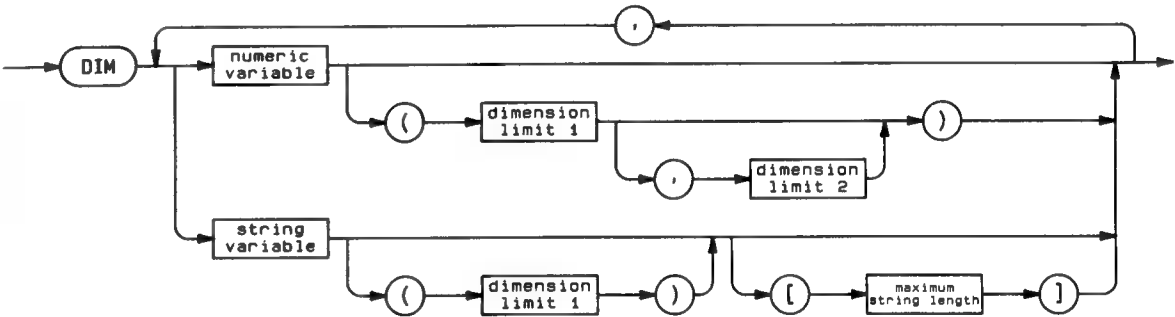 ,
DIM
numeric
variable
(
dimension
limit 1
)
,
dimension
limit 2
string
variable
(
dimension
limit 1
)
[
maximum
string length
]